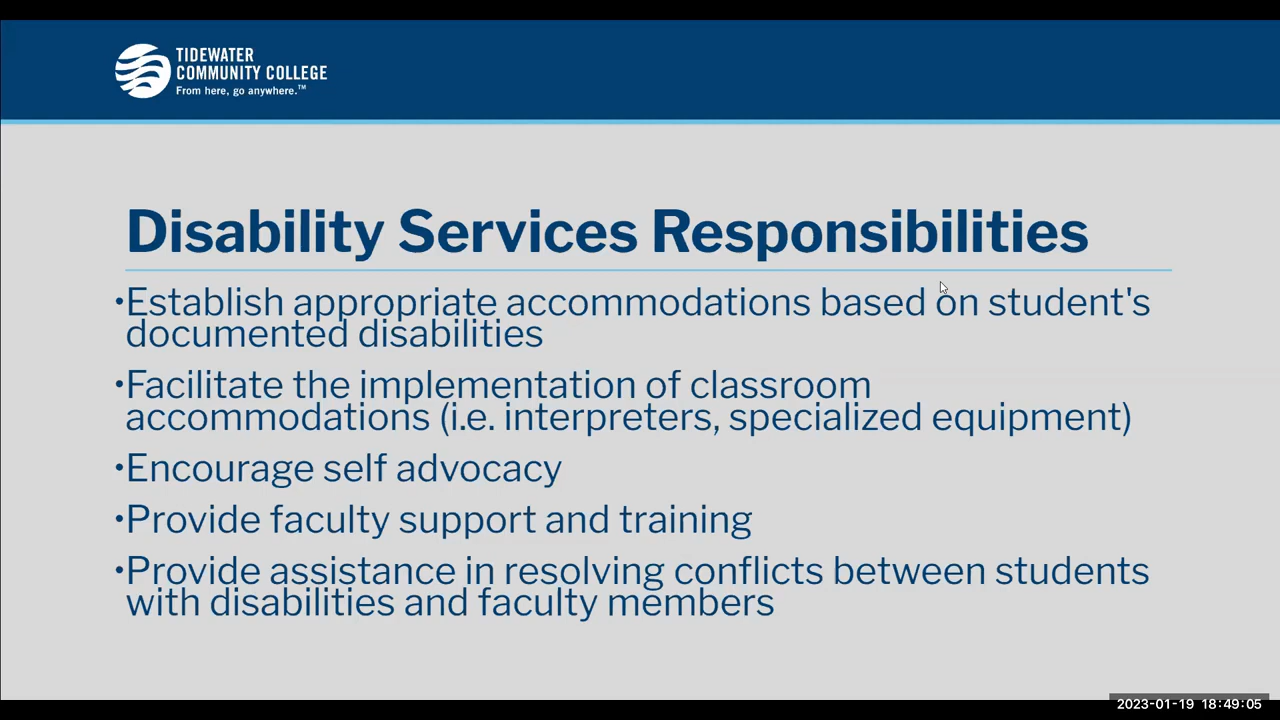 TIDEWATER
COMMUNITY COLLEGE
From here, go anywhere.™
Disability Services Responsibilities
•Establish appropriate accommodations based on student's
documented disabilities
•Facilitate the implementation of classroom
accommodations (i.e. interpreters, specialized equipment)
•Encourage self advocacy
•Provide faculty support and training
•Provide assistance in resolving conflicts between students
with disabilities and faculty members
2023-01-19 18:49:05